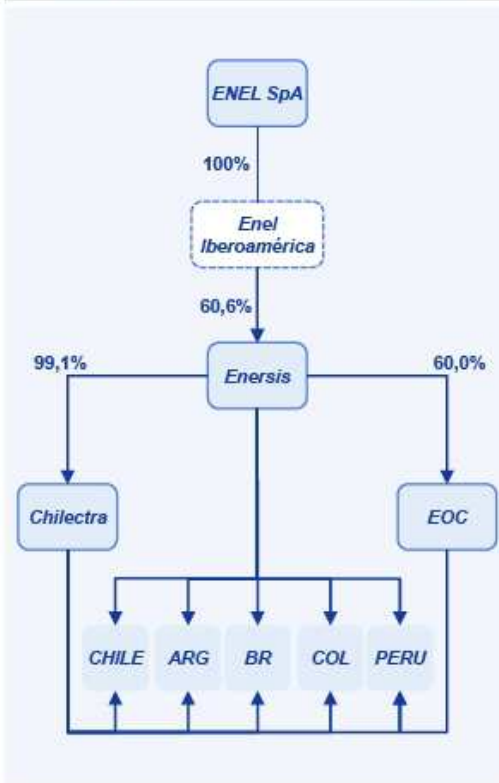 ENEL SpA
100%
Enel
Iberoamérica
60,6%
99,1%
Enersis
60,0%
Chilectra
EOC
CHILE
ARG
BR
COL
PERU